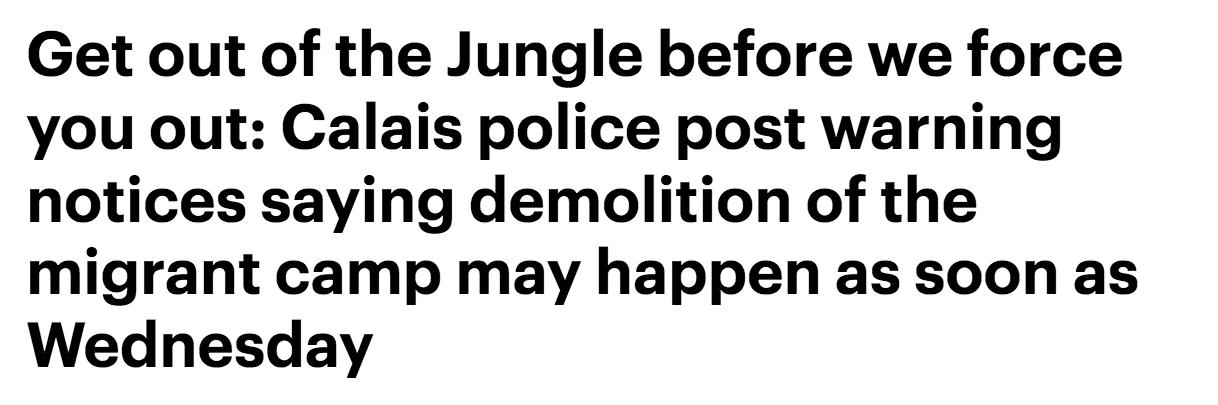 Get out of the Jungle before we force
you out: Calais police post warning
notices saying demolition of the
migrant camp may happen as soon as
Wednesday